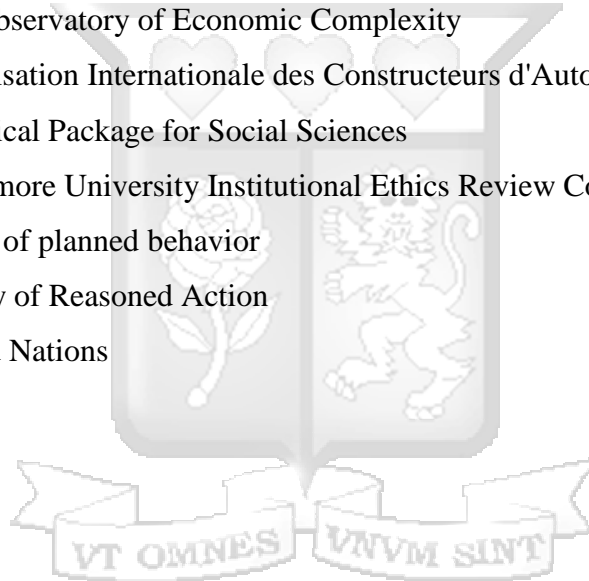 bservatory of Economic Complexity
isation Internationale des Constructeurs d'Auto
ical Package for Social Sciences
more University Institutional Ethics Review Co
of planned behavior
y of Reasoned Action
Nations
VT OMNES VNVM SINT